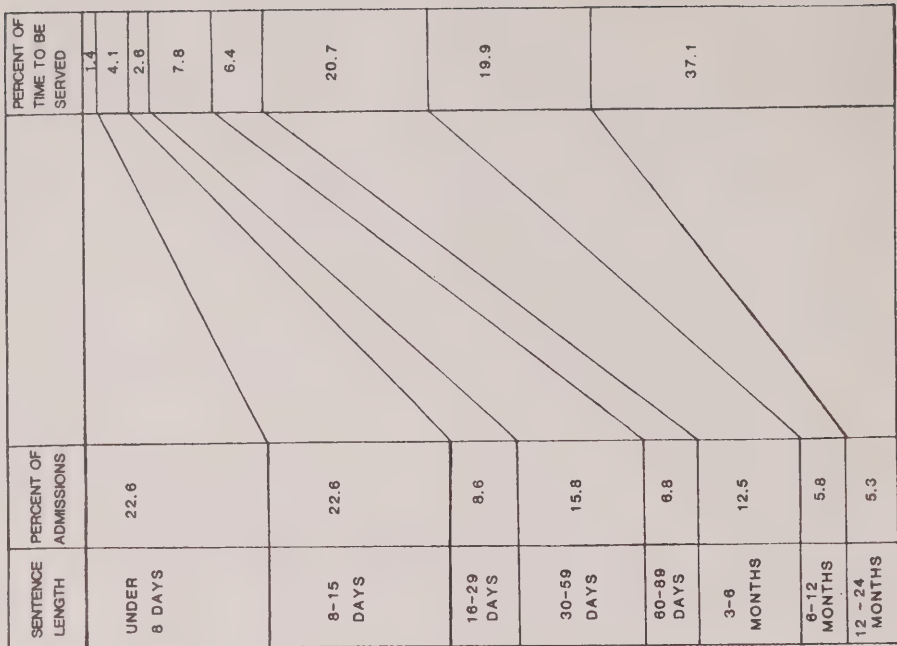 SENTENCE
LENGTH
PERCENT OF
ADMISSIONS
PERCENT OF
TIME TO BE
SERVED
UNDER
8 DAYS
22.6
1.4
8-15
DAYS
22.6
4.1
16-29
DAYS
8.6
2.6
30-59
DAYS
15.8
7.8
60-89
DAYS
6.8
6.4
3-6
MONTHS
12.5
20.7
6-12
MONTHS
5.8
19.9
12 -24
MONTHS
5.3
37.1